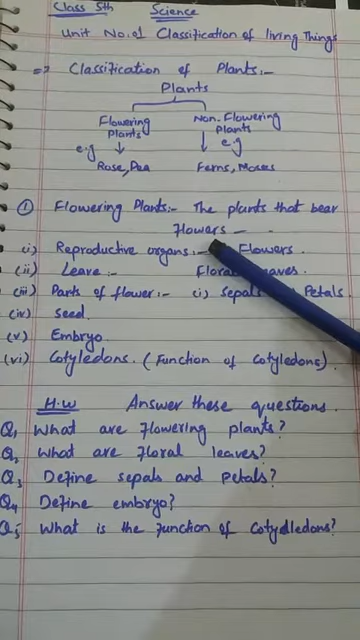 Class 5th Science
Unit No.01 Classification of living Things
=> Classification of Plants:-
Plants
Flowering Plants
Non-Flowering Plants
e.g e.g
Rose, Pea Ferns, Moses
① Flowering Plants:- The plants that bear
flowers -
(i) Reproductive organs:- Flowers.
(ii) Leave:- Floral
(iii) Parts of flower:- (i) Sepals Petals
(iv) Seed.
(v) Embryo
(vi) Cotyledons. (Function of Cotyledons).
H.W Answer these questions.
Q1 What are flowering plants?
Q2 What are floral leaves?
Q3 Define sepals and petals?
Q4 Define embryo?
Q5 What is the function of Cotydledons?